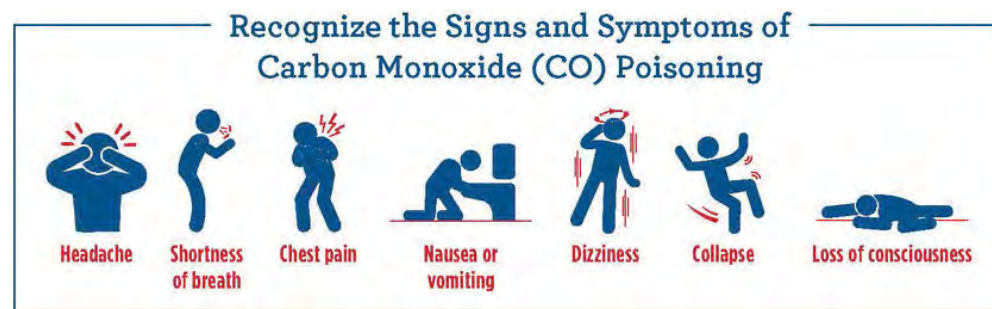 Recognize the Signs and Symptoms of
Carbon Monoxide (CO) Poisoning
Headache
Shortness
of breath
Chest pain
Nausea or
vomiting
Dizziness
Collapse
Loss of consciousness